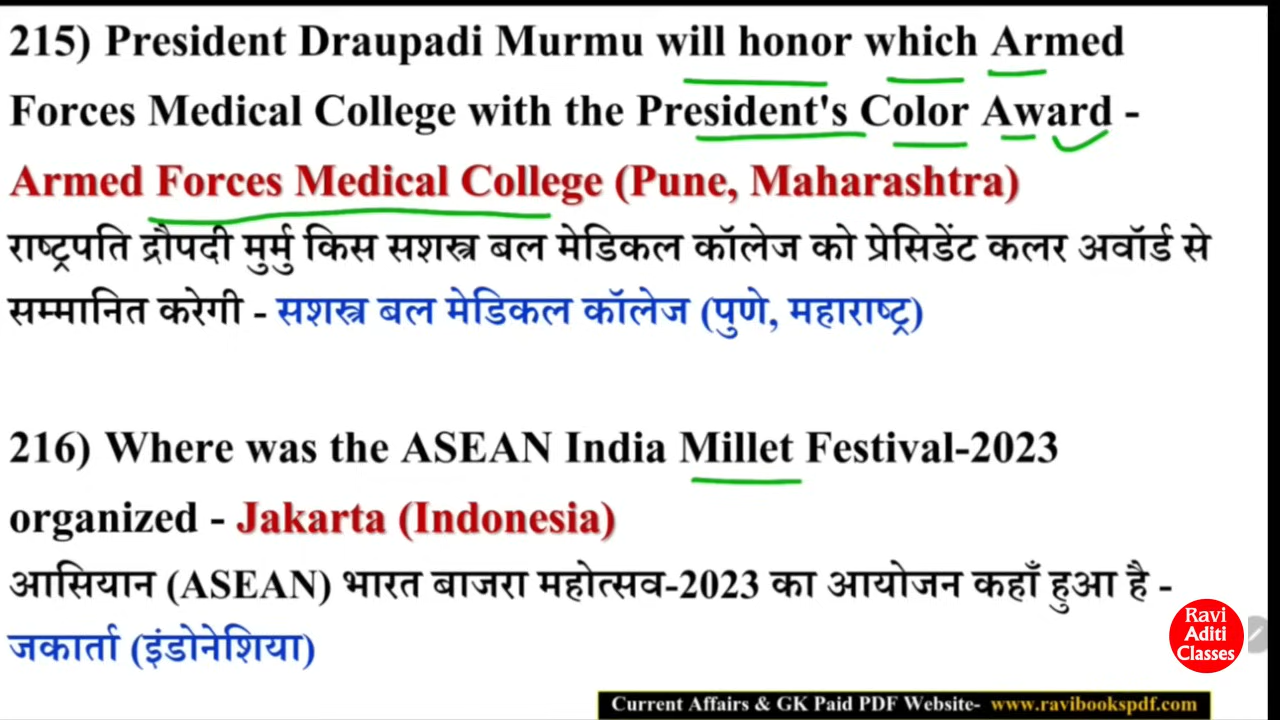 215) President Draupadi Murmu will honor which Armed
Forces Medical College with the President's Color Award -
Armed Forces Medical College (Pune, Maharashtra)
राष्ट्रपति द्रौपदी मुर्मु किस सशस्त्र बल मेडिकल कॉलेज को प्रेसिडेंट कलर अवॉर्ड से
सम्मानित करेगी - सशस्त्र बल मेडिकल कॉलेज (पुणे, महाराष्ट्र)
216) Where was the ASEAN India Millet Festival-2023
organized - Jakarta (Indonesia)
आसियान (ASEAN) भारत बाजरा महोत्सव-2023 का आयोजन कहाँ हुआ है -
जकार्ता (इंडोनेशिया)
Ravi
Aditi
Classes
Current Affairs & GK Paid PDF Website- www.ravibookspdf.com